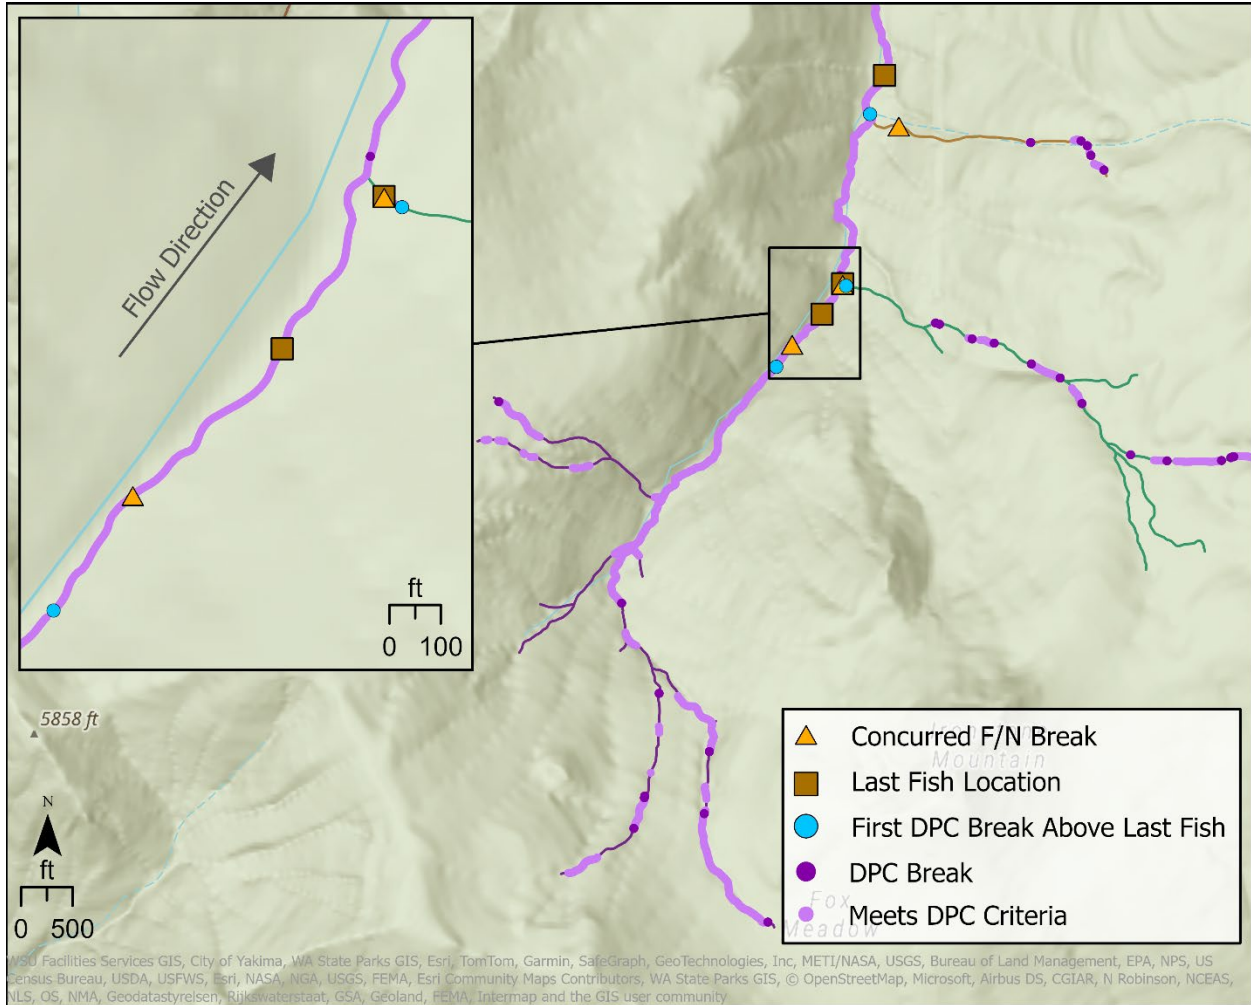 Flow Direction
ft
0 100
5858 ft
N
ft
0 500
Mountain
Concurred F/N Break
Last Fish Location
First DPC Break Above Last Fish
DPC Break
Meets DPC Criteria
Fox
Meadow
WSU Facilities Services GIS, City of Yakima, WA State Parks GIS, Esri, TomTom, Garmin, SafeGraph, GeoTechnologies, Inc, METI/NASA, USGS, Bureau of Land Management, EPA, NPS, US
Census Bureau, USDA, USFWS, Esri, NASA, NGA, USGS, FEMA, Esri Community Maps Contributors, WA State Parks GIS, © OpenStreetMap, Microsoft, Airbus DS, CGIAR, N Robinson, NCEAS,
NLS, OS, NMA, Geodatastyrelsen, Rijkswaterstaat, GSA, Geoland, FEMA, Intermap and the GIS user community